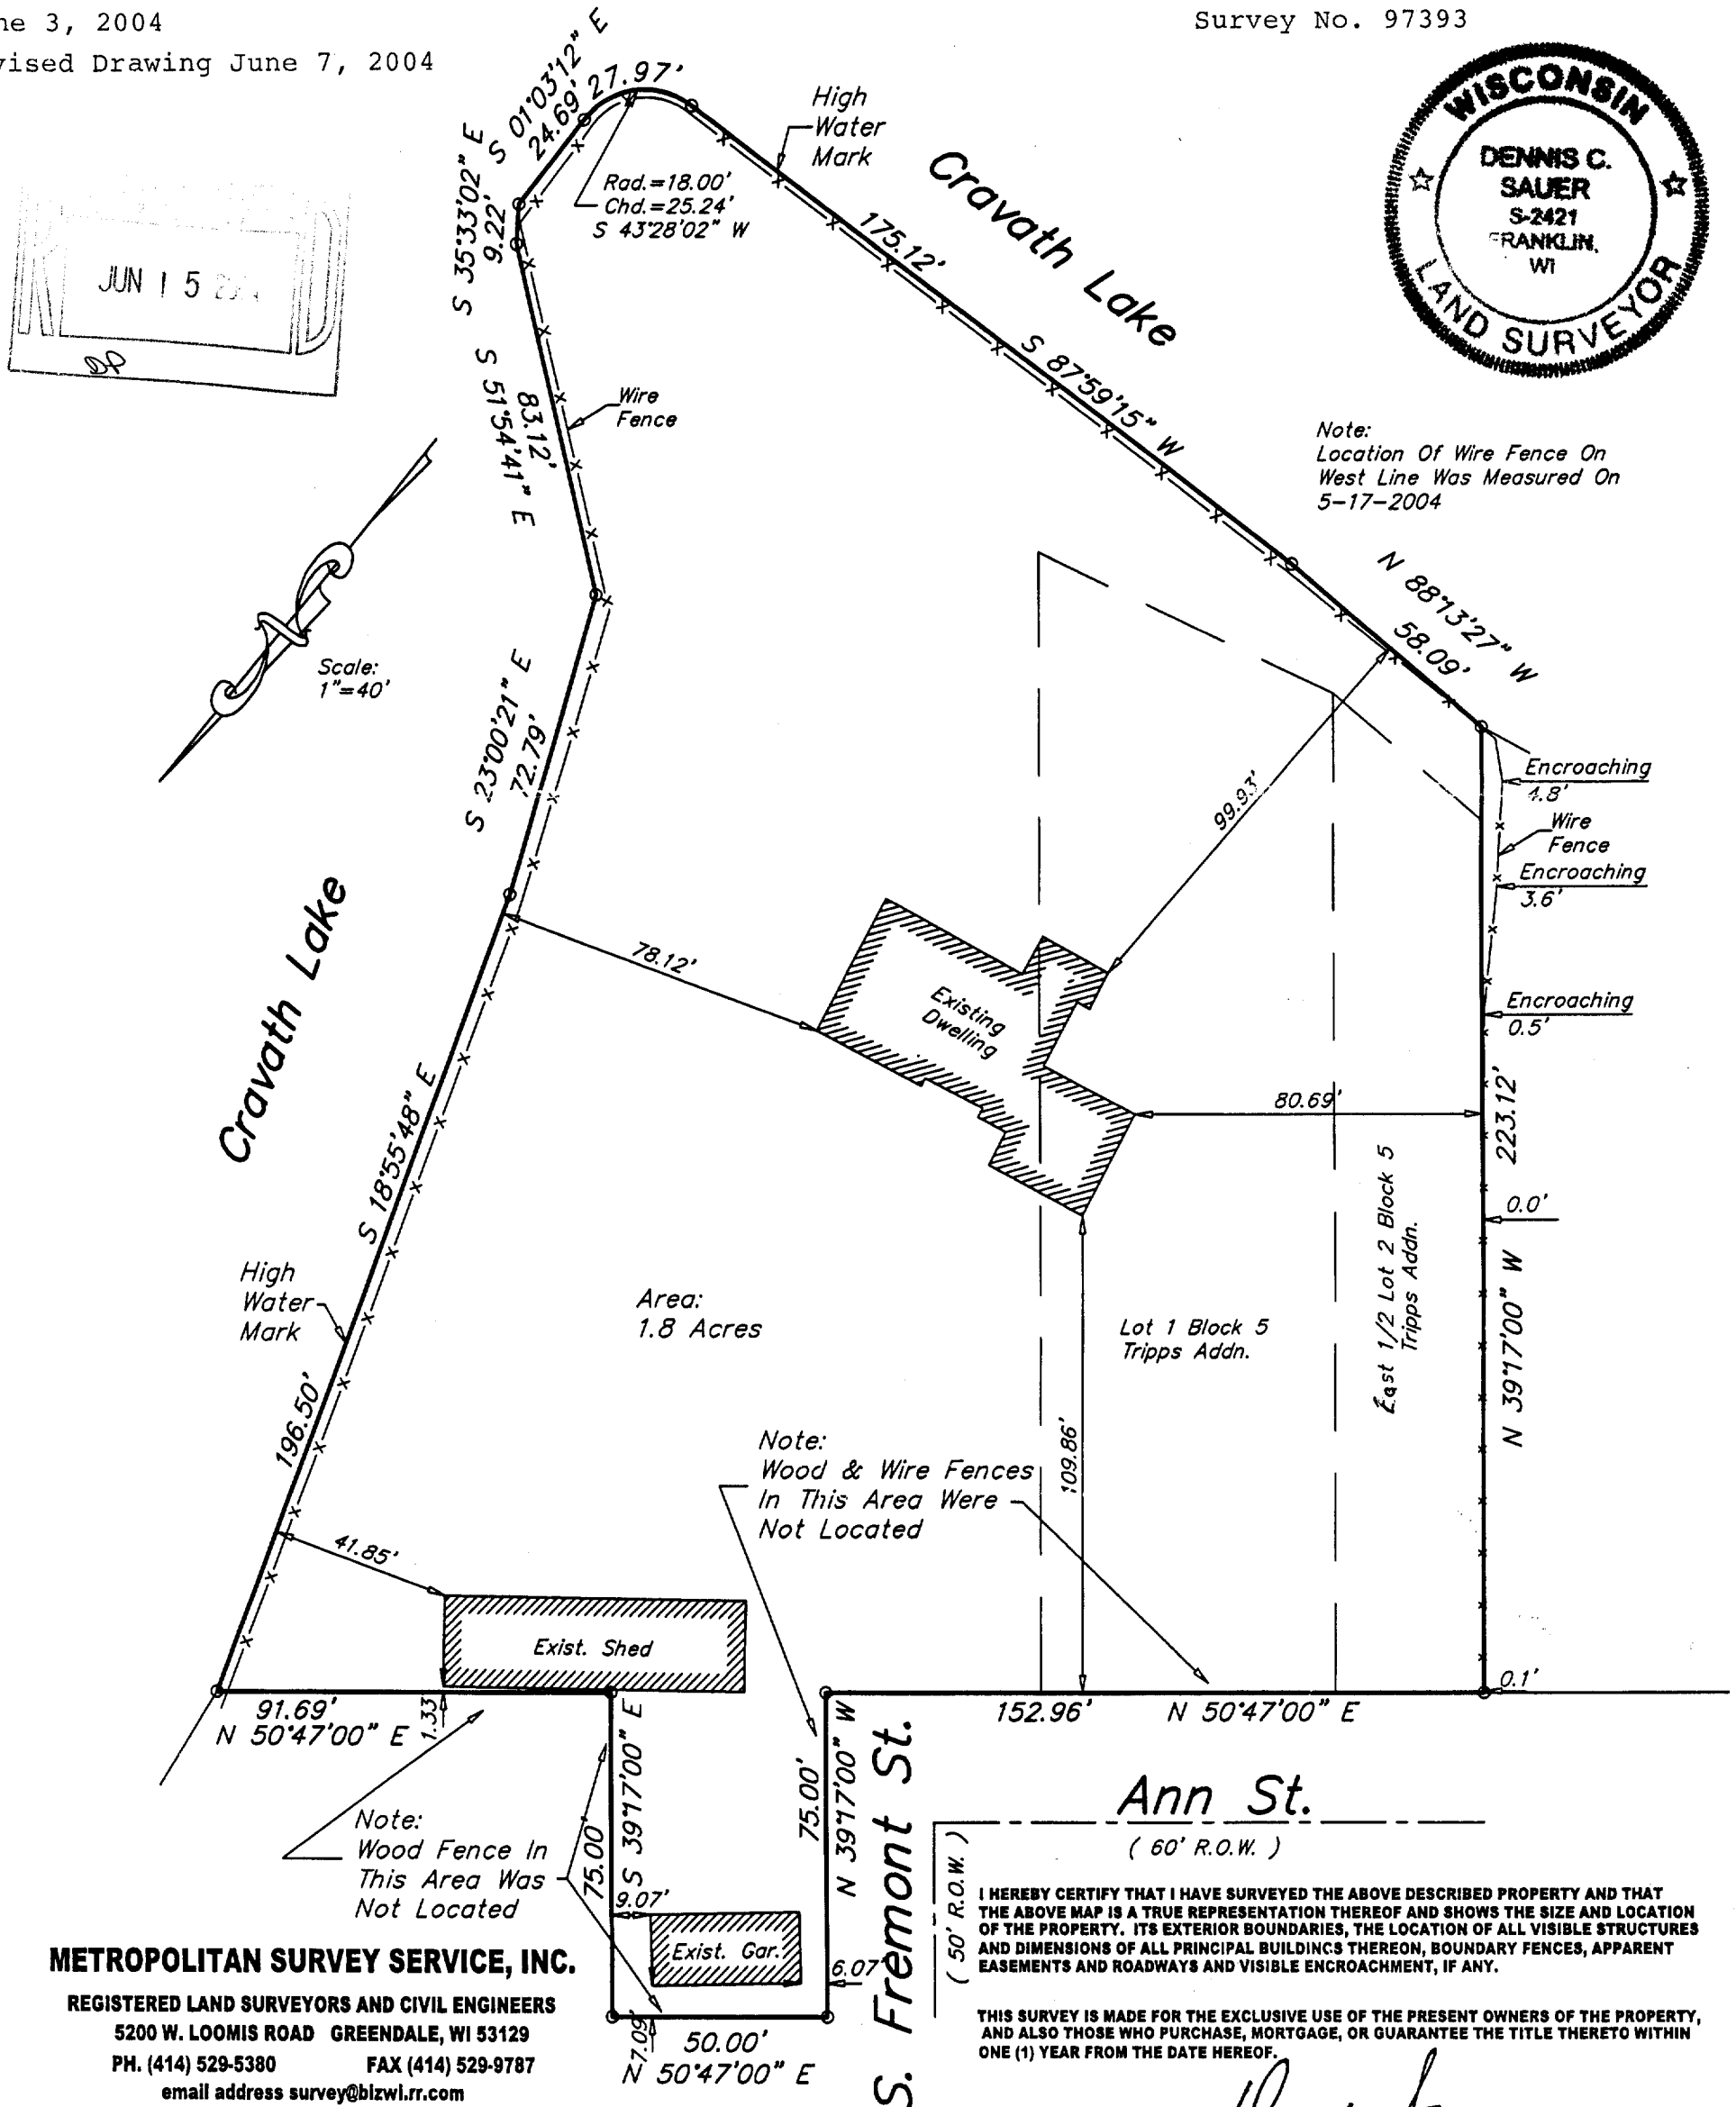 ne 3, 2004
vised Drawing June 7, 2004
Survey No. 97393
WISCONSIN
DENNIS C.
SAUER
S-2421
FRANKLIN,
WI
LAND SURVEYOR
JUN 15
S 01°03'12" E
24.69'
27.97'
S 35°33'02" E
9.22'
Rad.=18.00'
Chd.=25.24'
S 43°28'02" W
High
Water
Mark
Cravath Lake
175.12'
S 87°59'15" W
S 51°54'41" E
83.12'
Wire
Fence
Note:
Location Of Wire Fence On
West Line Was Measured On
5-17-2004
N 88°13'27" W
58.09'
Scale:
1"=40'
S 23°00'21" E
72.79'
99.93'
Encroaching
4.8'
Wire
Fence
Encroaching
3.6'
Encroaching
0.5'
Cravath Lake
78.12'
Existing
Dwelling
80.69'
223.12'
S 18°55'48" E
196.50'
High
Water
Mark
Area:
1.8 Acres
0.0'
East 1/2 Lot 2 Block 5
Tripps Addn.
Lot 1 Block 5
Tripps Addn.
N 39°17'00" W
109.86'
Note:
Wood & Wire Fences
In This Area Were
Not Located
41.85'
Exist. Shed
0.1'
91.69'
N 50°47'00" E
1.33'
152.96'
N 50°47'00" E
S 39°17'00" E
75.00'
75.00'
N 39°17'00" W
S. Fremont St.
( 50' R.O.W. )
Ann St.
( 60' R.O.W. )
Note:
Wood Fence In
This Area Was
Not Located
9.07'
Exist. Gar.
6.07'
7.09'
50.00'
N 50°47'00" E
METROPOLITAN SURVEY SERVICE, INC.
REGISTERED LAND SURVEYORS AND CIVIL ENGINEERS
5200 W. LOOMIS ROAD GREENDALE, WI 53129
PH. (414) 529-5380 FAX (414) 529-9787
email address survey@bizwi.rr.com
I HEREBY CERTIFY THAT I HAVE SURVEYED THE ABOVE DESCRIBED PROPERTY AND THAT
THE ABOVE MAP IS A TRUE REPRESENTATION THEREOF AND SHOWS THE SIZE AND LOCATION
OF THE PROPERTY. ITS EXTERIOR BOUNDARIES, THE LOCATION OF ALL VISIBLE STRUCTURES
AND DIMENSIONS OF ALL PRINCIPAL BUILDINGS THEREON, BOUNDARY FENCES, APPARENT
EASEMENTS AND ROADWAYS AND VISIBLE ENCROACHMENT, IF ANY.
THIS SURVEY IS MADE FOR THE EXCLUSIVE USE OF THE PRESENT OWNERS OF THE PROPERTY,
AND ALSO THOSE WHO PURCHASE, MORTGAGE, OR GUARANTEE THE TITLE THERETO WITHIN
ONE (1) YEAR FROM THE DATE HEREOF.